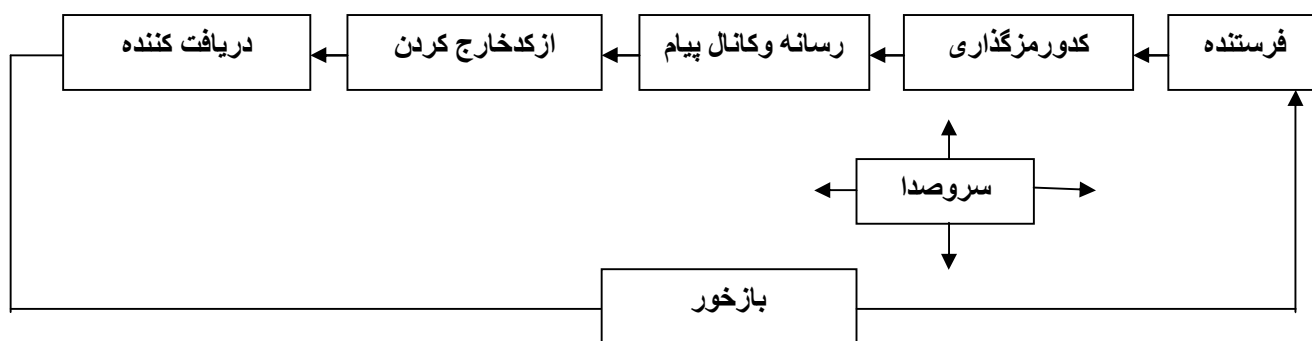 فرستنده
کدورمزگذاری
رسانه وکانال پیام
ازکدخارج کردن
دریافت کننده
سروصدا
بازخور